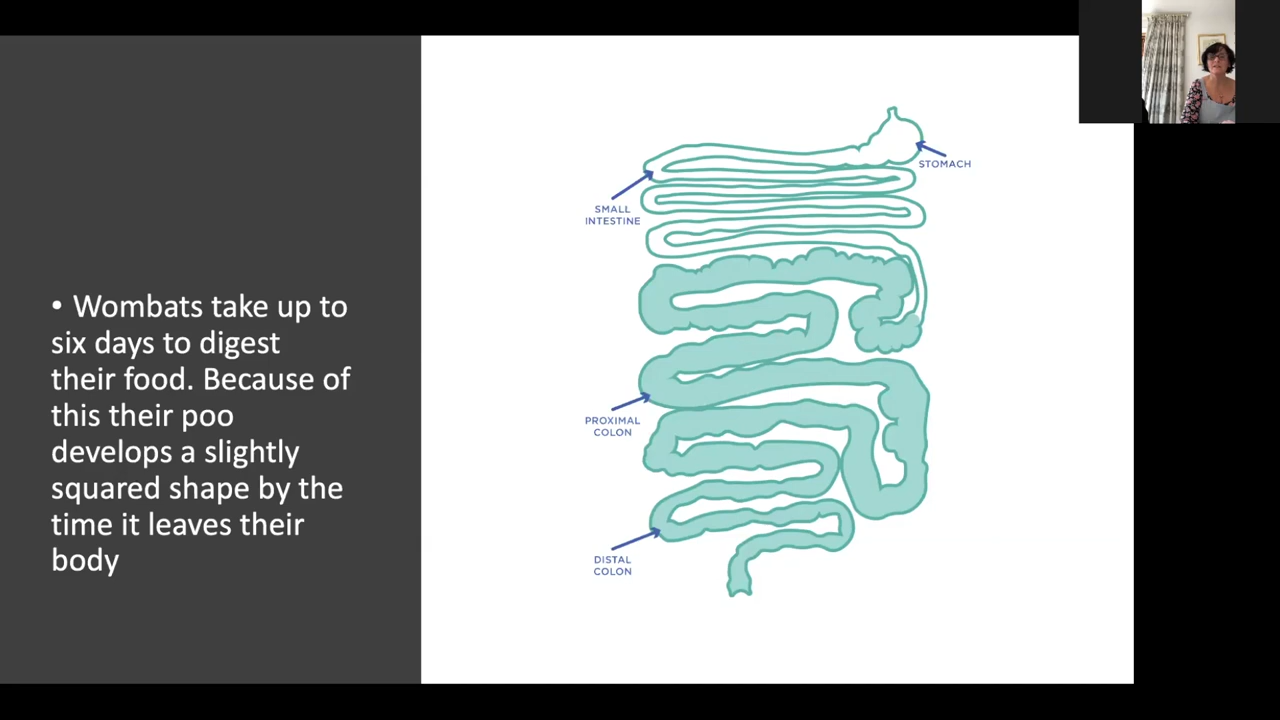 • Wombats take up to
six days to digest
their food. Because of
this their poo
develops a slightly
squared shape by the
time it leaves their
body
STOMACH
SMALL
INTESTINE
PROXIMAL
COLON
DISTAL
COLON